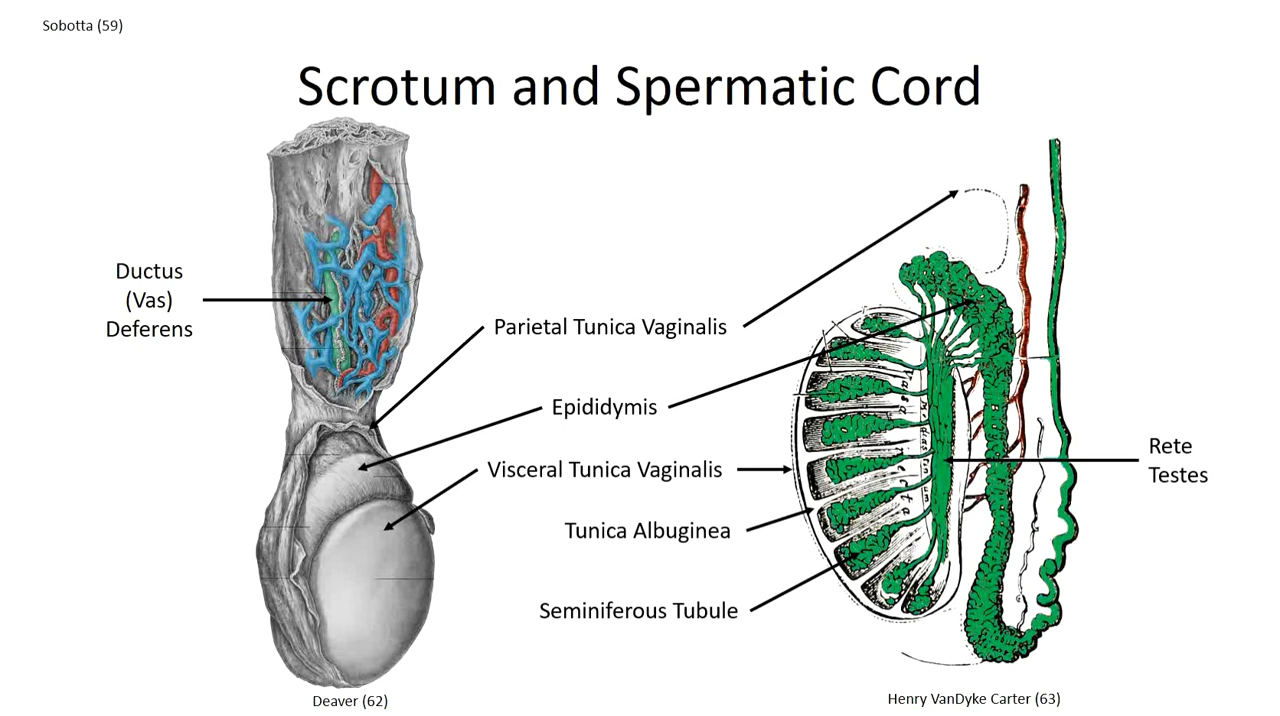 Sobotta (59)
Scrotum and Spermatic Cord
Ductus
(Vas)
Deferens
Parietal Tunica Vaginalis
Epididymis
Visceral Tunica Vaginalis
Tunica Albuginea
Seminiferous Tubule
Rete
Testes
Deaver (62)
Henry VanDyke Carter (63)